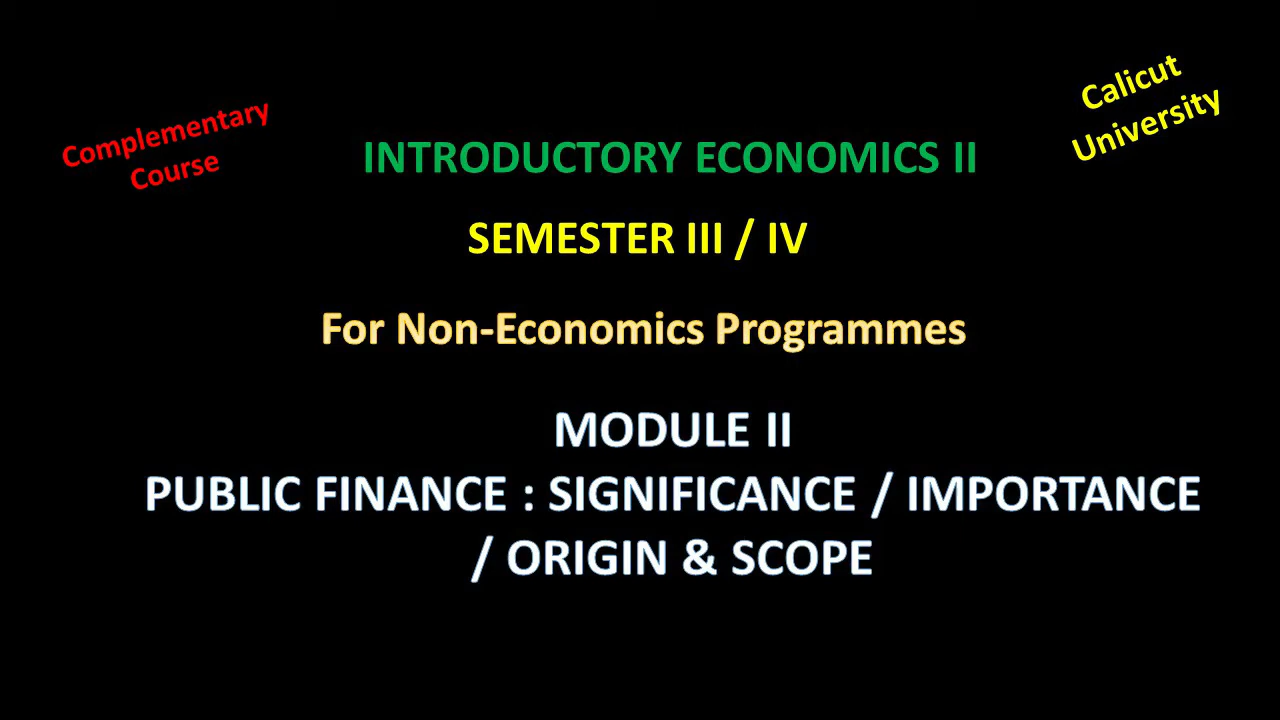 Complementary
Course
Calicut
University
INTRODUCTORY ECONOMICS II
SEMESTER III / IV
For Non-Economics Programmes
MODULE II
PUBLIC FINANCE : SIGNIFICANCE / IMPORTANCE
/ ORIGIN & SCOPE